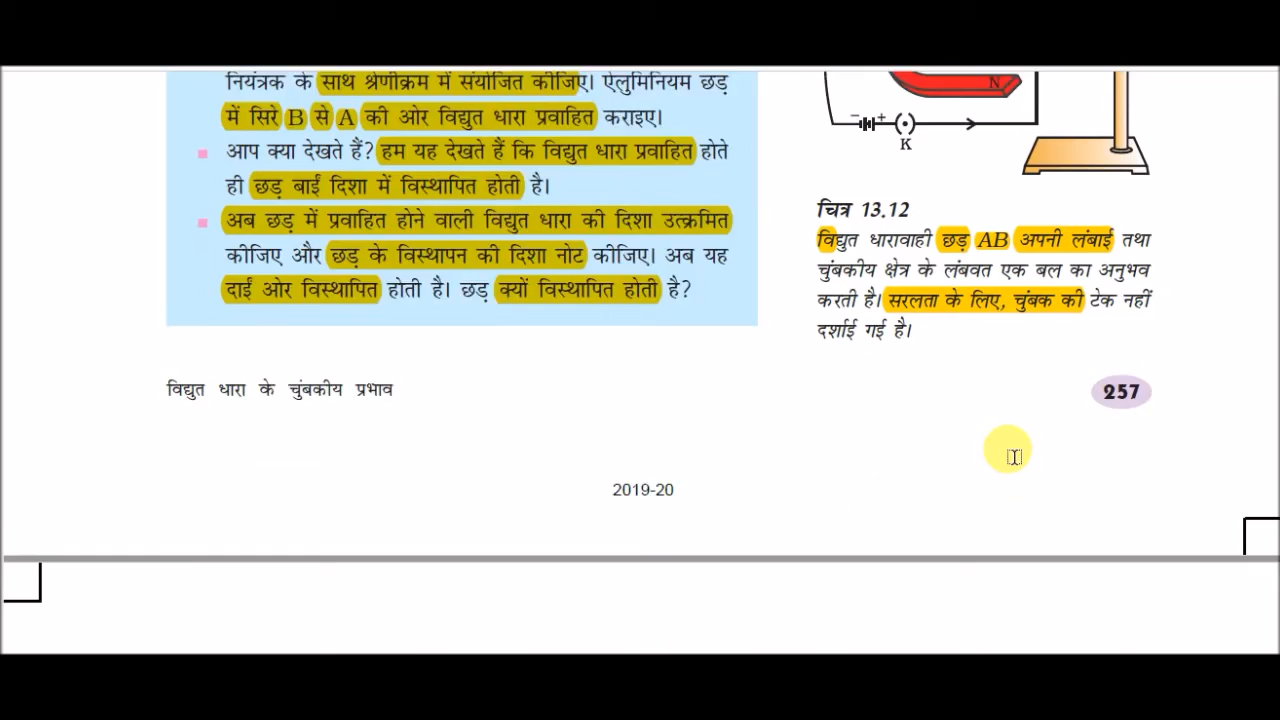 नियंत्रक के साथ श्रेणीक्रम में संयोजित कीजिए। ऐलुमिनियम छड़
में सिरे B से A की ओर विद्युत धारा प्रवाहित कराइए।
आप क्या देखते हैं? हम यह देखते हैं कि विद्युत धारा प्रवाहित होते
ही छड़ बाईं दिशा में विस्थापित होती है।
अब छड़ में प्रवाहित होने वाली विद्युत धारा की दिशा उत्क्रमित
कीजिए और छड़ के विस्थापन की दिशा नोट कीजिए। अब यह
दाईं ओर विस्थापित होती है। छड़ क्यों विस्थापित होती है?
N
− +
K
चित्र 13.12
विद्युत धारावाही छड़ AB अपनी लंबाई तथा
चुंबकीय क्षेत्र के लंबवत एक बल का अनुभव
करती है। सरलता के लिए, चुंबक की टेक नहीं
दर्शाई गई है।
विद्युत धारा के चुंबकीय प्रभाव
257
2019-20